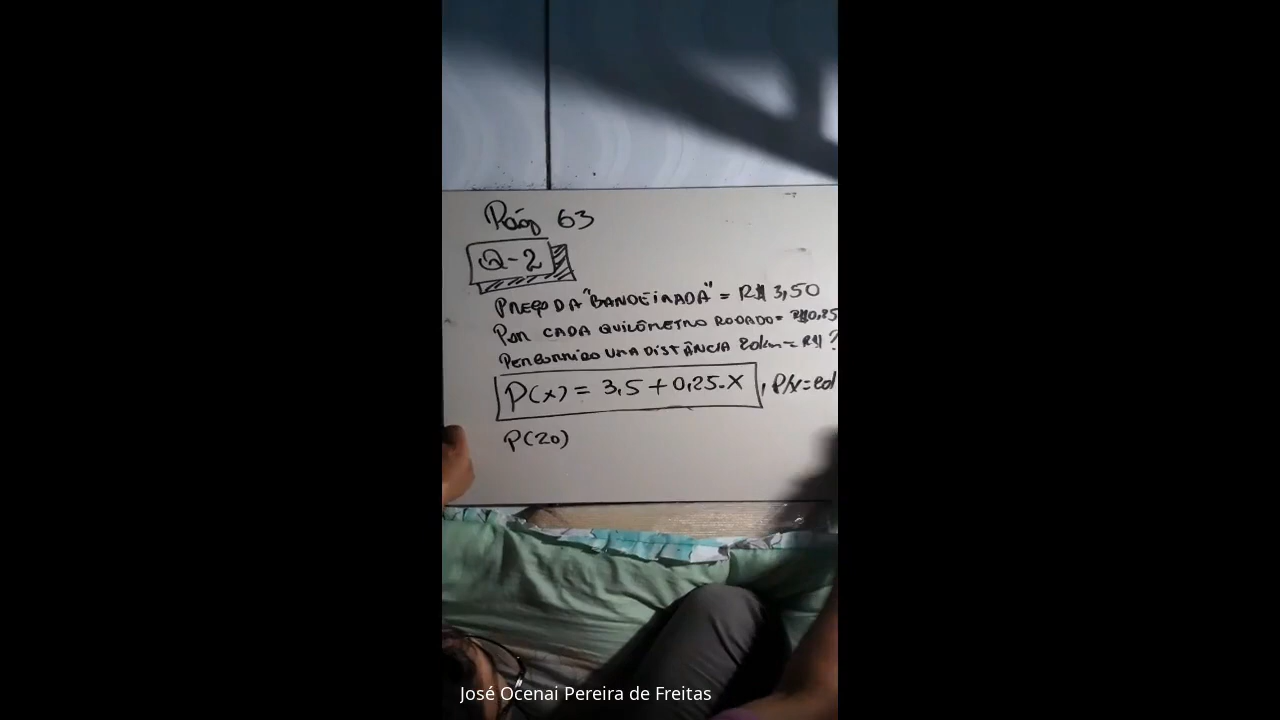 Pág 63
Q-2
PREÇO DA "BANDEIRADA" = R$ 3,50
POR CADA QUILÔMETRO RODADO = R$0,25
PERCORRIDO UMA DISTÂNCIA 20km = R$ ?
P(x) = 3,5 + 0,25.X , P/x=20
P(20)
José Ocenai Pereira de Freitas